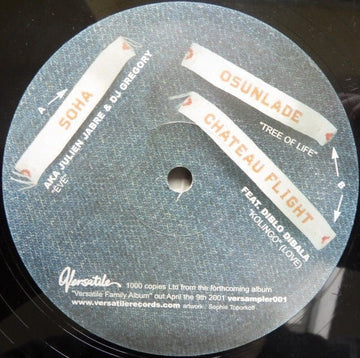 A
SOHA
AKA JULIEN JABRE & DJ GREGORY
"EVE"
OSUNLADE
"TREE OF LIFE"
CHATEAU FLIGHT
FEAT. DIBLO DIBALA
"KOLINGO" (LOVE)
B
Versatile
1000 copies Ltd from the forthcoming album
"Versatile Family Album" out April the 9th 2001 versampler001
www.versatilerecords.com artwork : Sophie Toporkoff